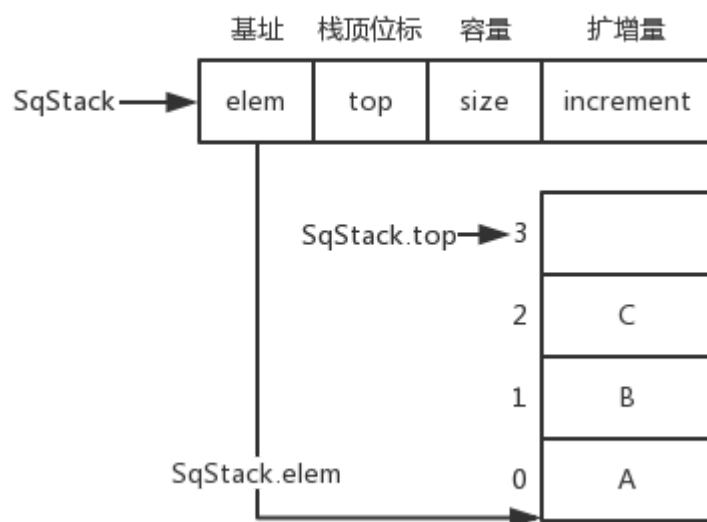 基址 栈顶位标 容量 扩增量
SqStack elem top size increment
SqStack.top 3
2 C
1 B
SqStack.elem 0 A